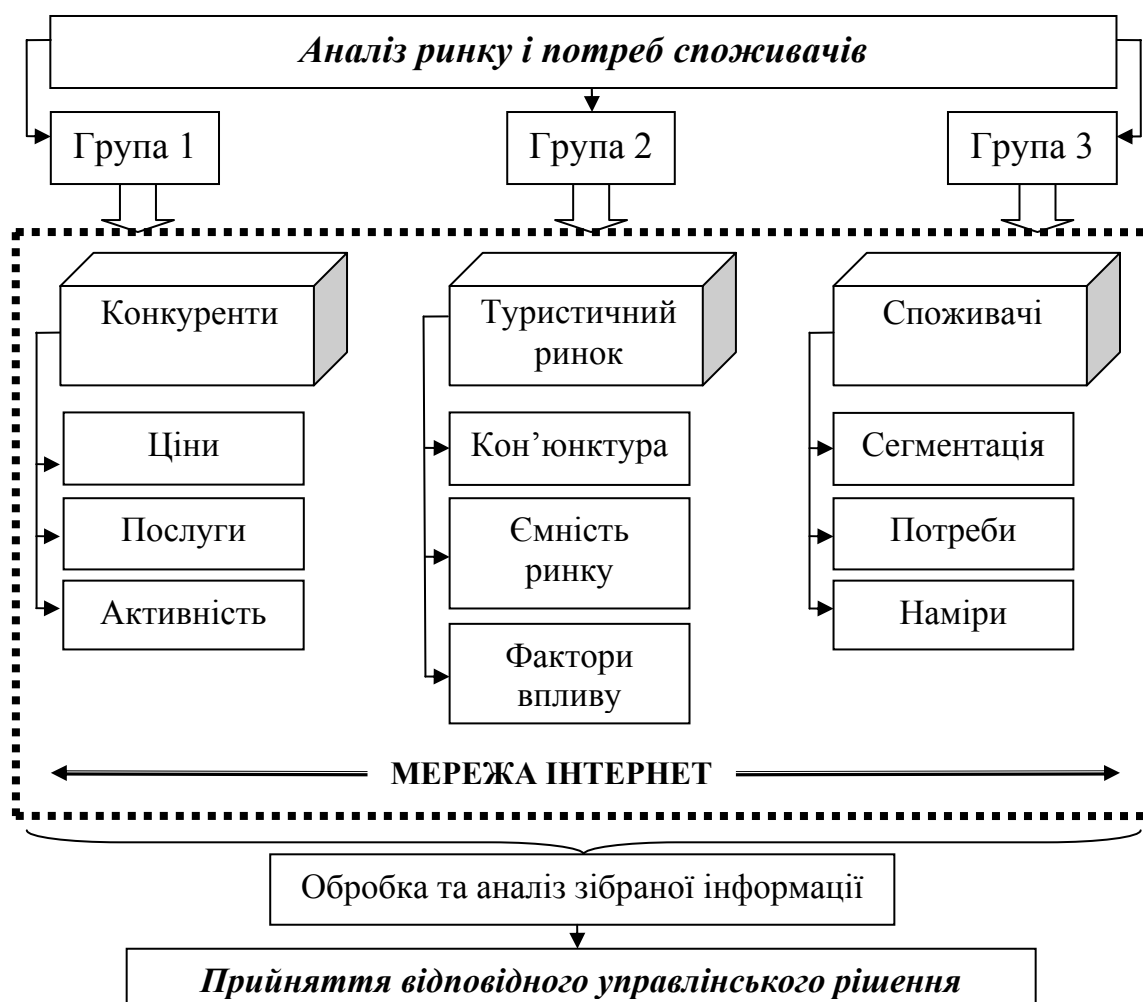 Аналіз ринку і потреб споживачів
Група 1
Група 2
Група 3
Конкуренти
Ціни
Послуги
Активність
Туристичний
ринок
Кон’юнктура
Ємність
ринку
Фактори
впливу
Споживачі
Сегментація
Потреби
Наміри
МЕРЕЖА ІНТЕРНЕТ
Обробка та аналіз зібраної інформації
Прийняття відповідного управлінського рішення